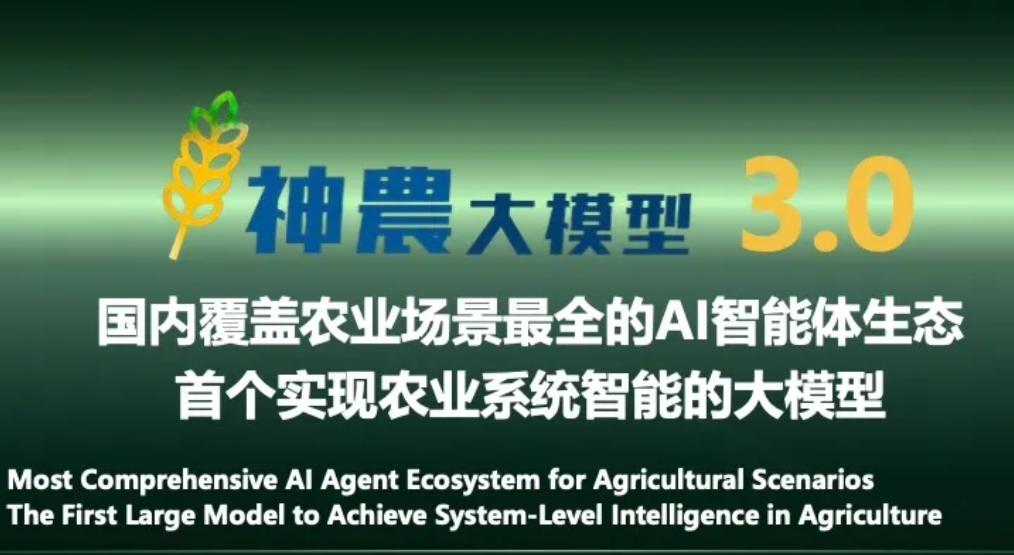 神農大模型 3.0
国内覆盖农业场景最全的AI智能体生态
首个实现农业系统智能的大模型
Most Comprehensive AI Agent Ecosystem for Agricultural Scenarios
The First Large Model to Achieve System-Level Intelligence in Agriculture